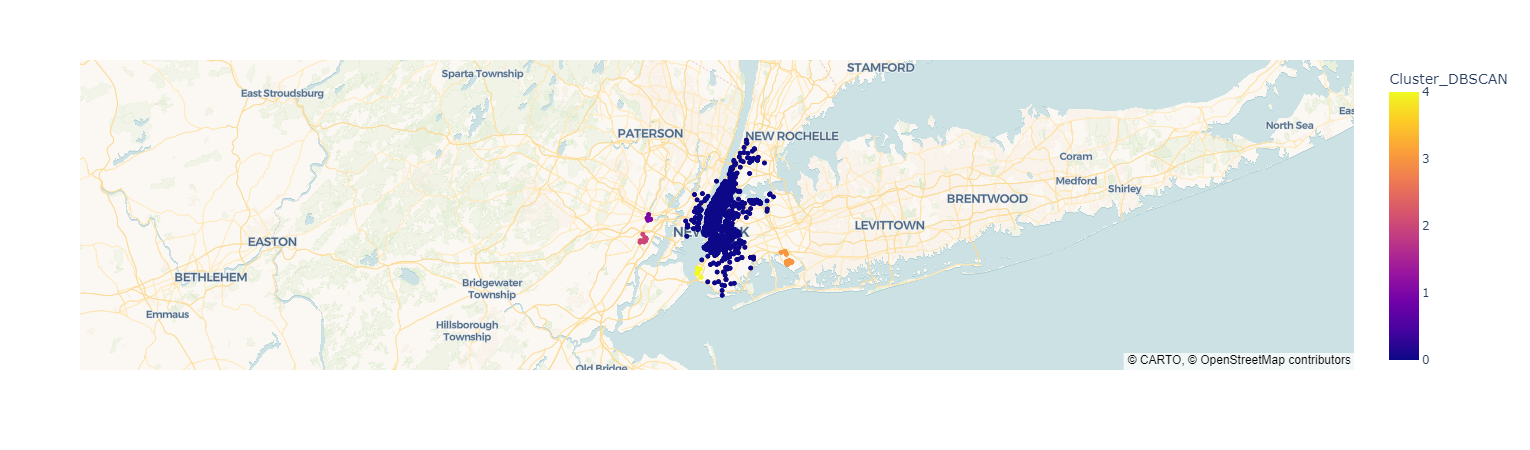 STAMFORD
Cluster_DBSCAN
Sparta Township
East Stroudsburg
4
Eas
North Sea
PATERSON
NEW ROCHELLE
Coram
3
Medford
Shirley
BRENTWOOD
LEVITTOWN
2
NEW YORK
EASTON
BETHLEHEM
Bridgewater
Township
1
Emmaus
Hillsborough
Township
© CARTO, © OpenStreetMap contributors
0
Old Bridge